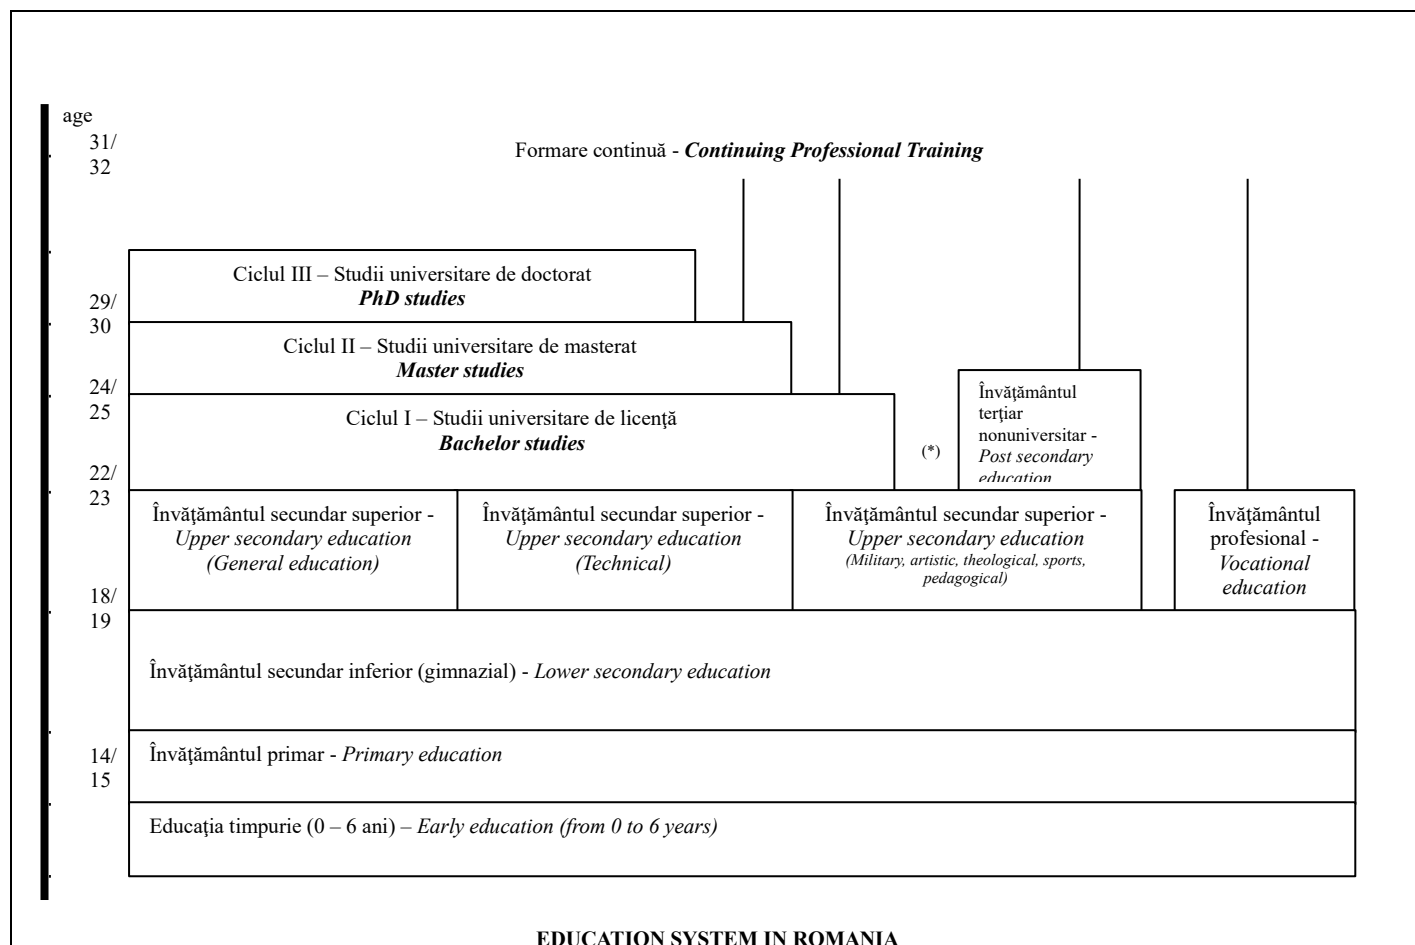 age
31/
32
Formare continuă - Continuing Professional Training
Ciclul III – Studii universitare de doctorat
PhD studies
29/
30
Ciclul II – Studii universitare de masterat
Master studies
24/
25
Ciclul I – Studii universitare de licenţă
Bachelor studies
(*)
Învăţământul
terţiar
nonuniversitar -
Post secondary
education
22/
23
Învăţământul secundar superior -
Upper secondary education
(General education)
Învăţământul secundar superior -
Upper secondary education
(Technical)
Învăţământul secundar superior -
Upper secondary education
(Military, artistic, theological, sports,
pedagogical)
Învăţământul
profesional -
Vocational
education
18/
19
Învăţământul secundar inferior (gimnazial) - Lower secondary education
14/
15
Învăţământul primar - Primary education
Educaţia timpurie (0 – 6 ani) – Early education (from 0 to 6 years)
EDUCATION SYSTEM IN ROMANIA